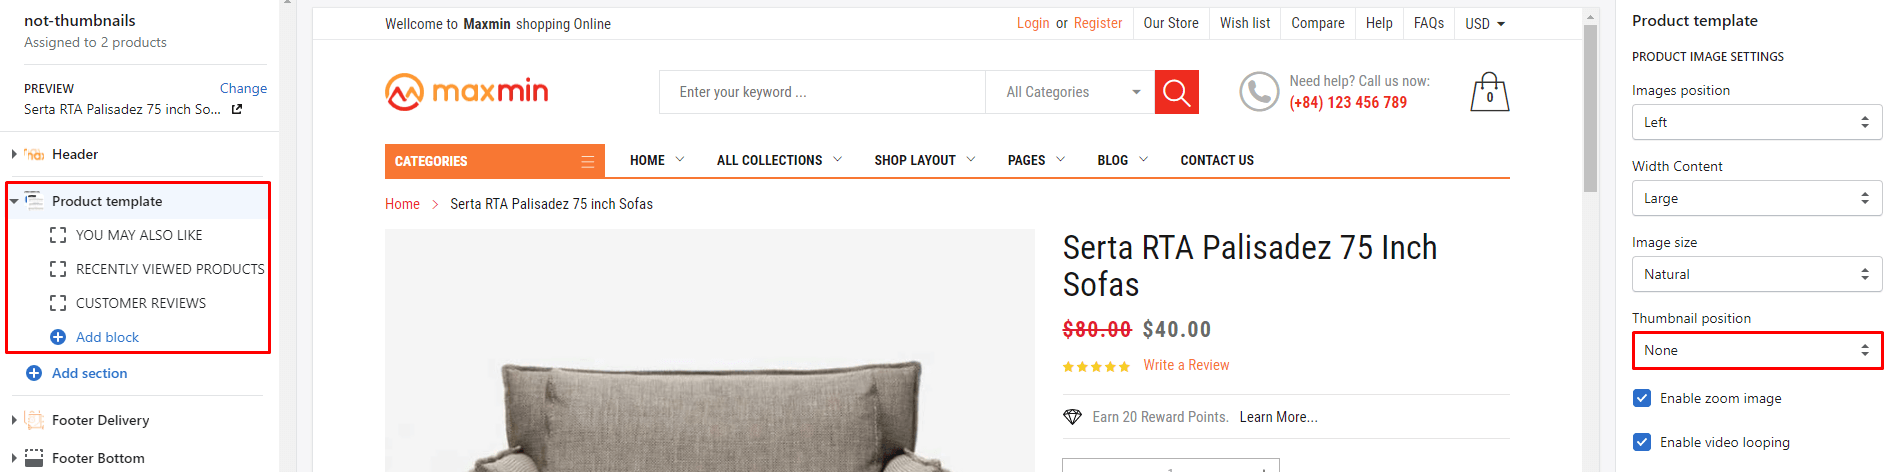 not-thumbnails
Assigned to 2 products
PREVIEW
Change
Serta RTA Palisadez 75 inch So...
Header
Product template
YOU MAY ALSO LIKE
RECENTLY VIEWED PRODUCTS
CUSTOMER REVIEWS
Add block
Add section
Footer Delivery
Footer Bottom
Wellcome to Maxmin shopping Online
Login or Register
Our Store
Wish list
Compare
Help
FAQs
USD
maxmin
Enter your keyword ...
All Categories
Need help? Call us now:
(+84) 123 456 789
0
CATEGORIES
HOME
ALL COLLECTIONS
SHOP LAYOUT
PAGES
BLOG
CONTACT US
Home > Serta RTA Palisadez 75 inch Sofas
Serta RTA Palisadez 75 Inch
Sofas
$80.00 $40.00
Write a Review
Earn 20 Reward Points. Learn More...
1
Product template
PRODUCT IMAGE SETTINGS
Images position
Left
Width Content
Large
Image size
Natural
Thumbnail position
None
Enable zoom image
Enable video looping